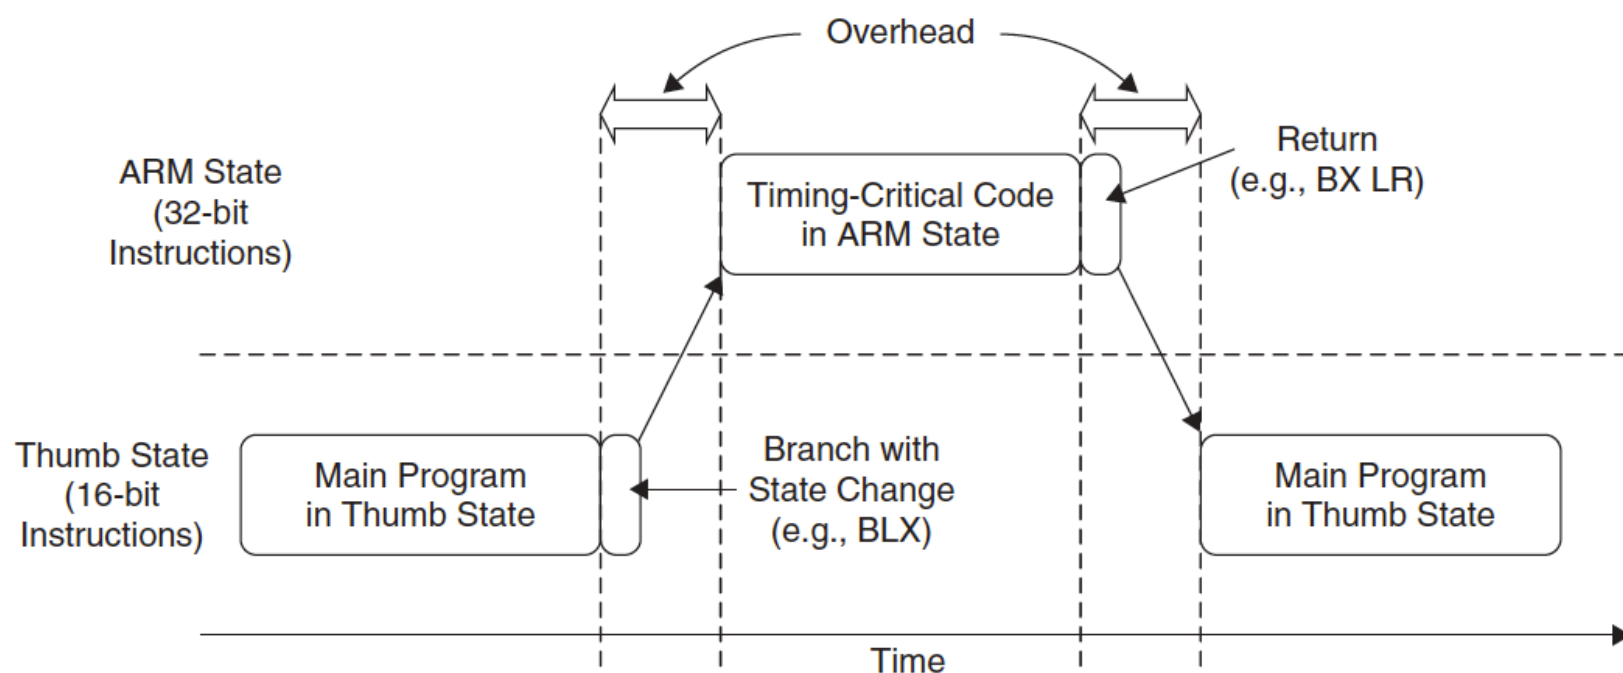 Overhead
ARM State
(32-bit
Instructions)
Timing-Critical Code
in ARM State
Return
(e.g., BX LR)
Thumb State
(16-bit
Instructions)
Main Program
in Thumb State
Branch with
State Change
(e.g., BLX)
Main Program
in Thumb State
Time